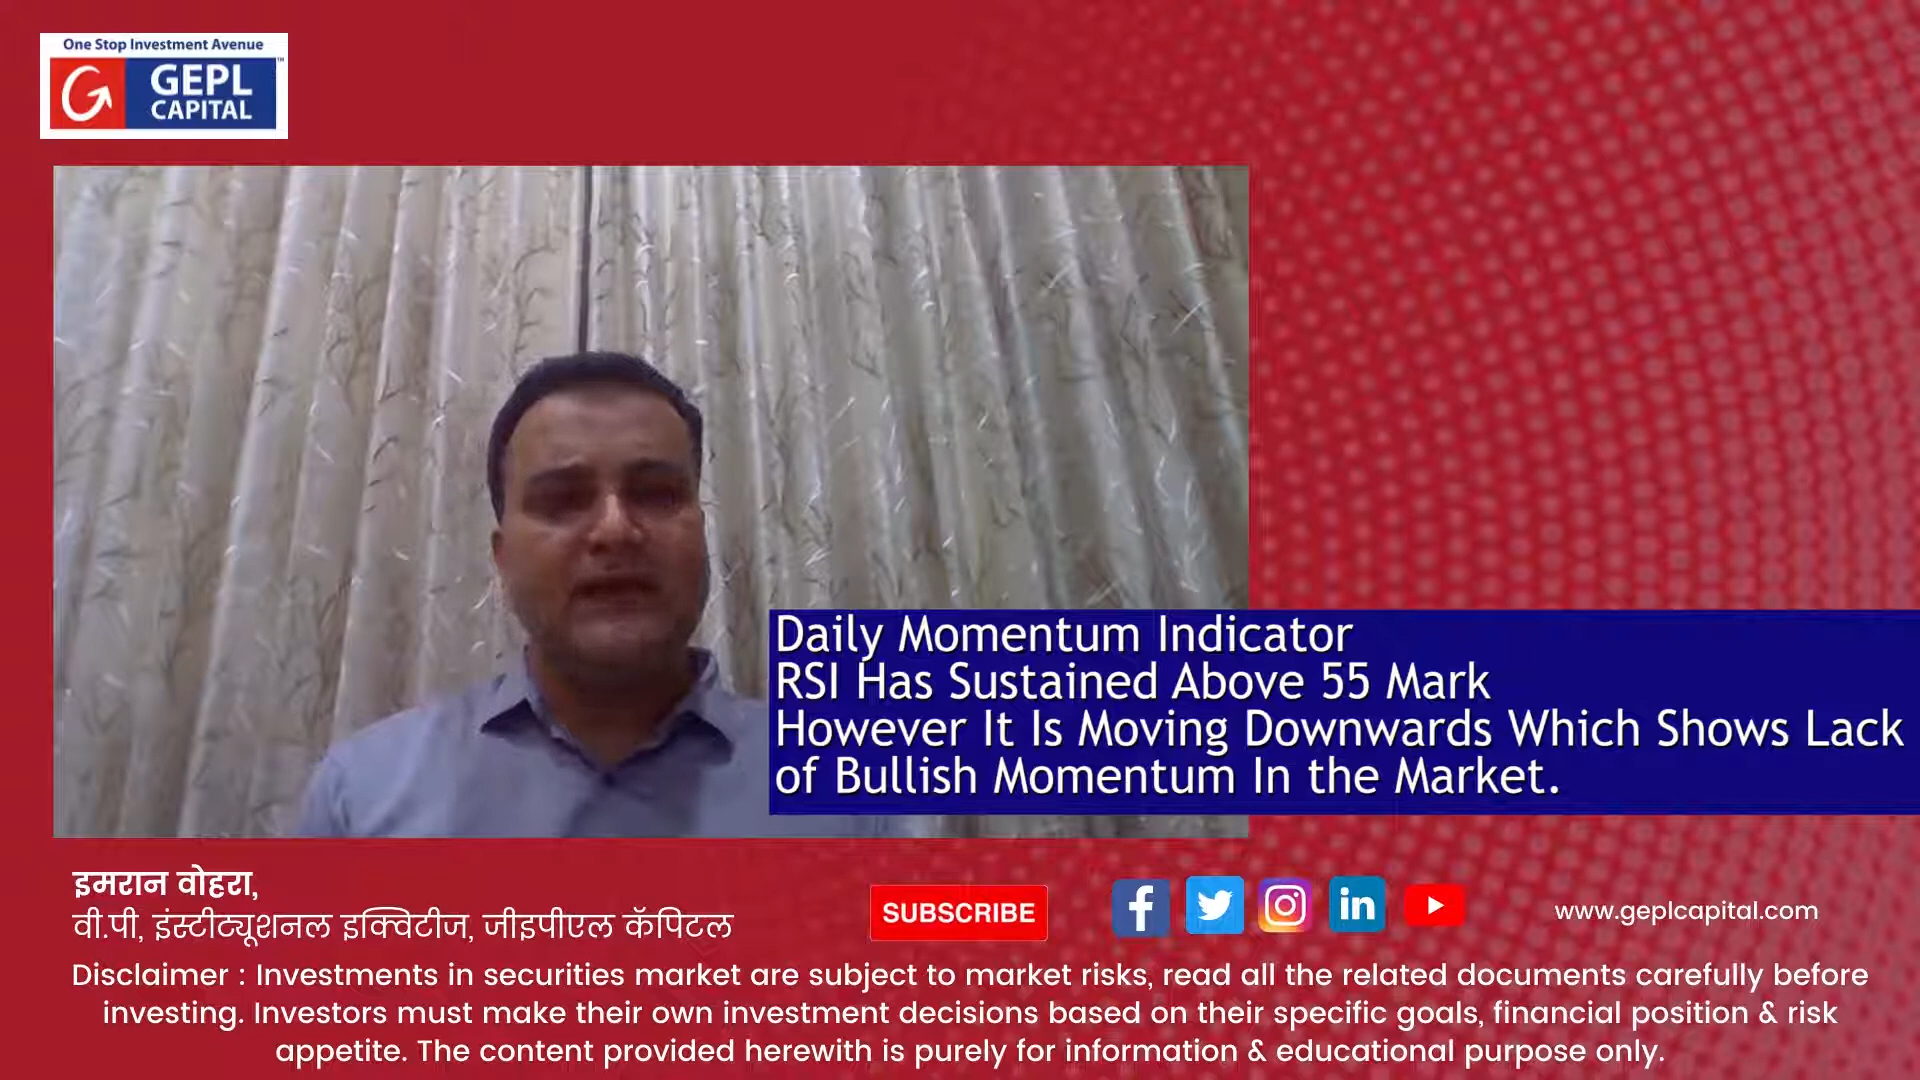 One Stop Investment Avenue
GEPL
CAPITAL
TM
Daily Momentum Indicator
RSI Has Sustained Above 55 Mark
However It Is Moving Downwards Which Shows Lack
of Bullish Momentum In the Market.
इमरान वोहरा,
वी.पी, इंस्टीट्यूशनल इक्विटीज, जीइपीएल कॅपिटल
SUBSCRIBE
www.geplcapital.com
Disclaimer : Investments in securities market are subject to market risks, read all the related documents carefully before
investing. Investors must make their own investment decisions based on their specific goals, financial position & risk
appetite. The content provided herewith is purely for information & educational purpose only.